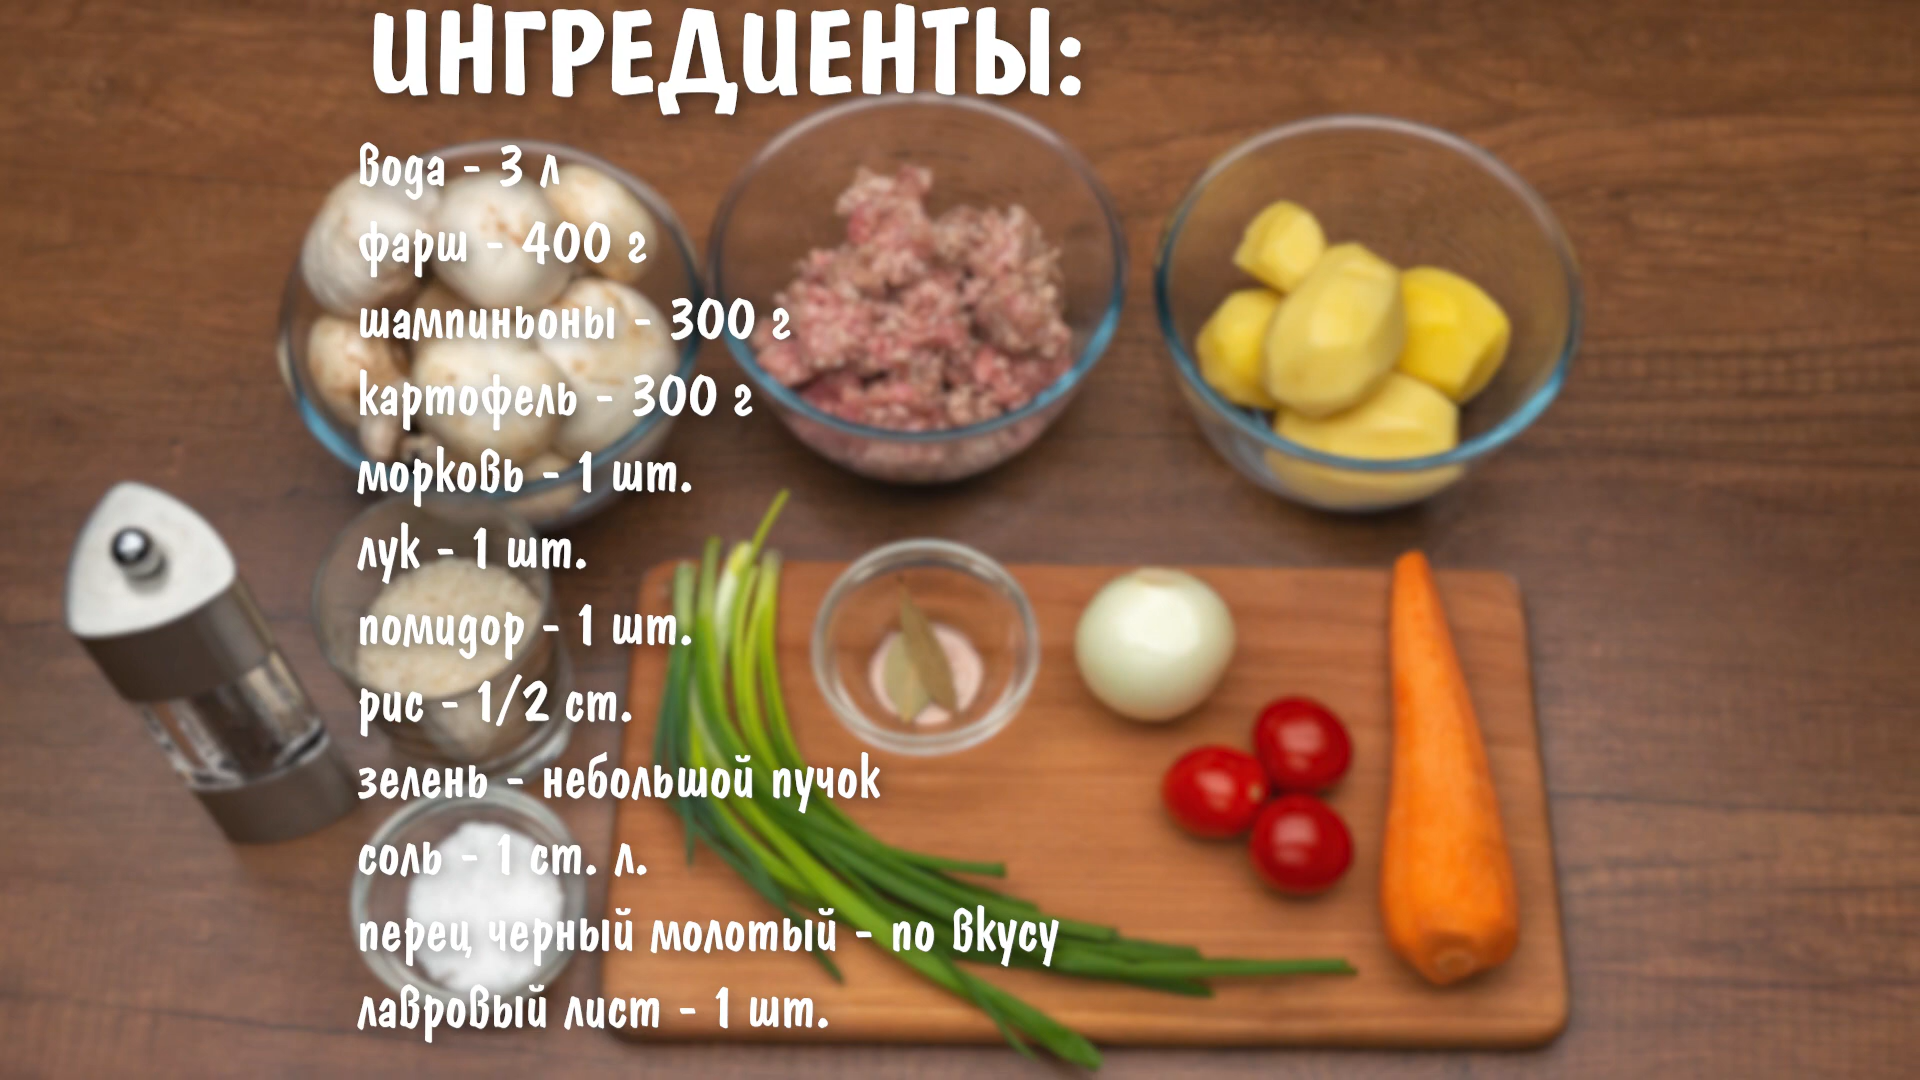 ИНГРЕДИЕНТЫ:
вода - 3 л
фарш - 400 г
шампиньоны - 300 г
картофель - 300 г
морковь - 1 шт.
лук - 1 шт.
помидор - 1 шт.
рис - 1/2 ст.
зелень - небольшой пучок
соль - 1 ст. л.
перец черный молотый - по вкусу
лавровый лист - 1 шт.